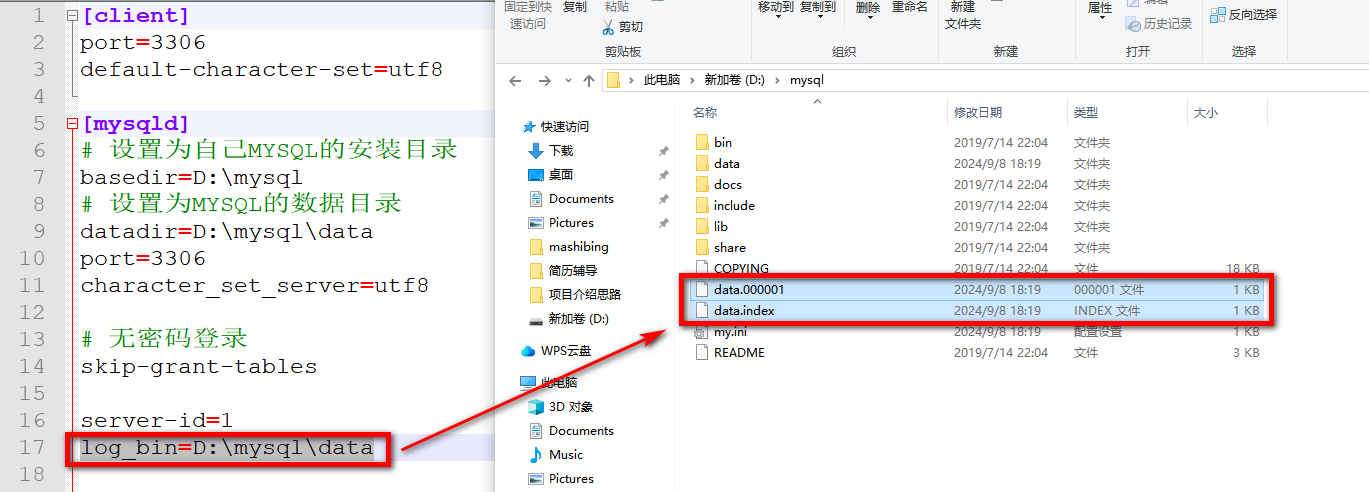 1 [client]
2 port=3306
3 default-character-set=utf8
4
5 [mysqld]
6 # 设置为自己MYSQL的安装目录
7 basedir=D:\mysql
8 # 设置为MYSQL的数据目录
9 datadir=D:\mysql\data
10 port=3306
11 character_set_server=utf8
12
13 # 无密码登录
14 skip-grant-tables
15
16 server-id=1
17 log_bin=D:\mysql\data
18
固定到快 复制 粘贴 移动到 复制到 删除 重命名 新建 属性 编辑
速访问 剪切 文件夹 历史记录 反向选择
剪贴板 组织 新建 打开 选择
此电脑 新加卷 (D:) mysql
名称 修改日期 类型 大小
快速访问
下载
桌面
Documents
Pictures
mashibing
简历辅导
项目介绍思路
新加卷 (D:)
WPS云盘
此电脑
3D 对象
Documents
Music
Pictures
bin 2019/7/14 22:04 文件夹
data 2024/9/8 18:19 文件夹
docs 2019/7/14 22:04 文件夹
include 2019/7/14 22:04 文件夹
lib 2019/7/14 22:04 文件夹
share 2019/7/14 22:04 文件夹
COPYING 2019/7/14 22:04 文件 18 KB
data.000001 2024/9/8 18:19 000001 文件 1 KB
data.index 2024/9/8 18:19 INDEX 文件 1 KB
my.ini 2024/9/8 18:19 配置设置 1 KB
README 2019/7/14 22:04 文件 3 KB